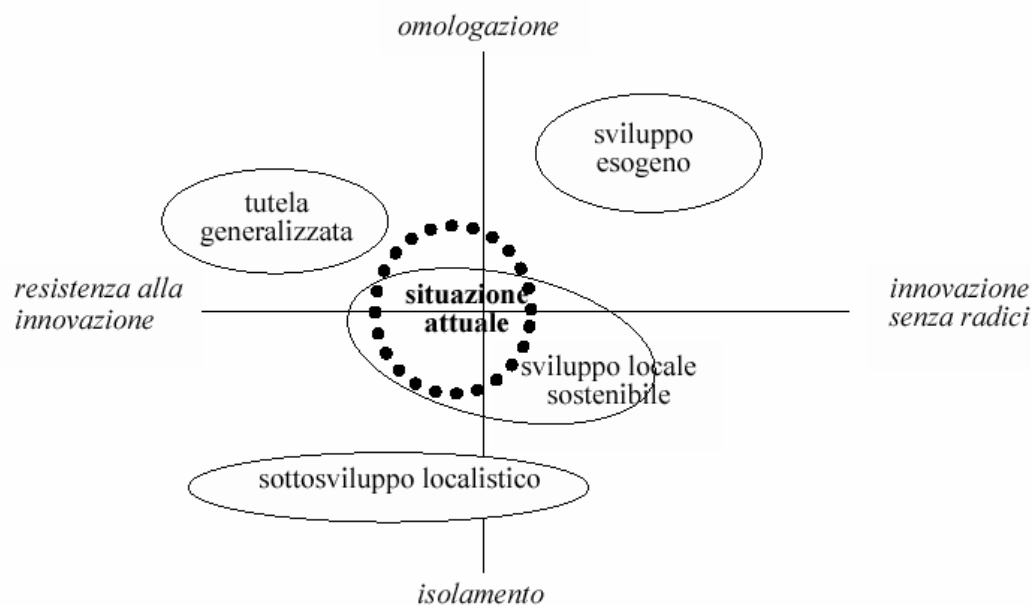 omologazione
sviluppo
esogeno
tutela
generalizzata
resistenza alla
innovazione
situazione
attuale
innovazione
senza radici
sviluppo locale
sostenibile
sottosviluppo localistico
isolamento